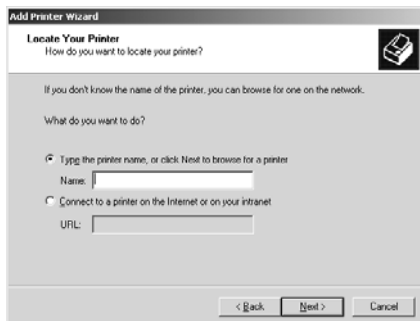 Add Printer Wizard
Locate Your Printer
How do you want to locate your printer?
If you don't know the name of the printer, you can browse for one on the network.
What do you want to do?
Type the printer name, or click Next to browse for a printer
Name:
Connect to a printer on the Internet or on your intranet
URL:
< Back
Next >
Cancel